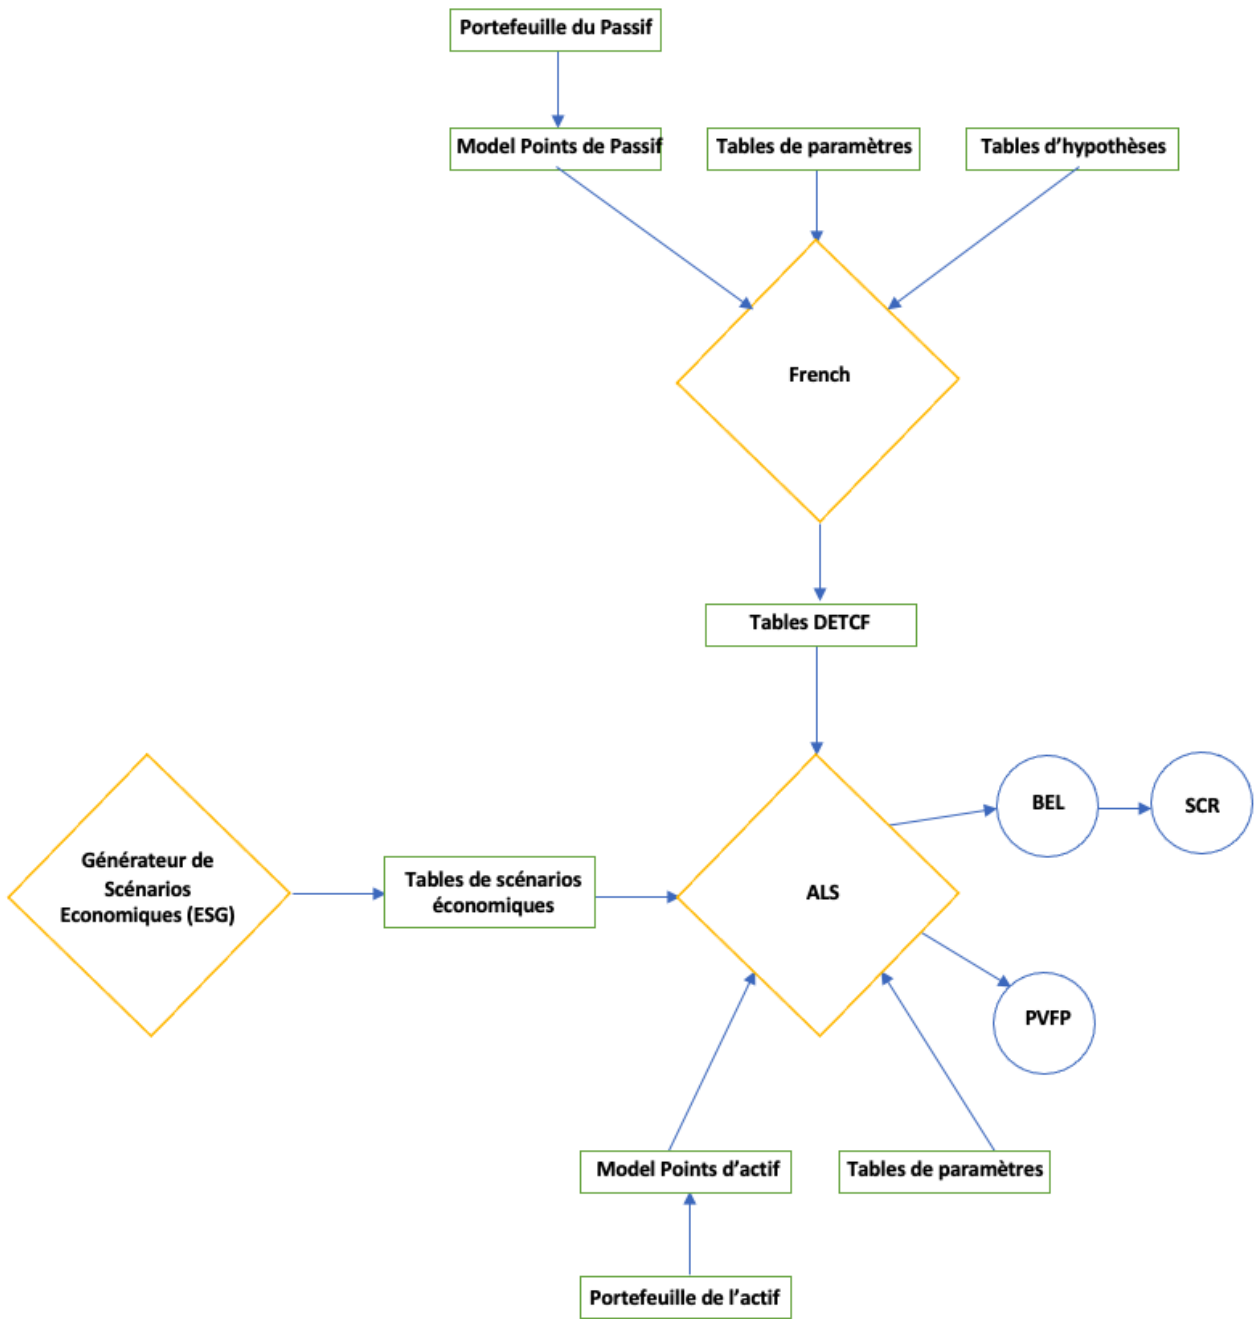 Portefeuille du Passif
Model Points de Passif
Tables de paramètres
Tables d’hypothèses
French
Tables DETCF
Générateur de
Scénarios
Economiques (ESG)
Tables de scénarios
économiques
ALS
BEL
SCR
PVFP
Model Points d’actif
Tables de paramètres
Portefeuille de l’actif